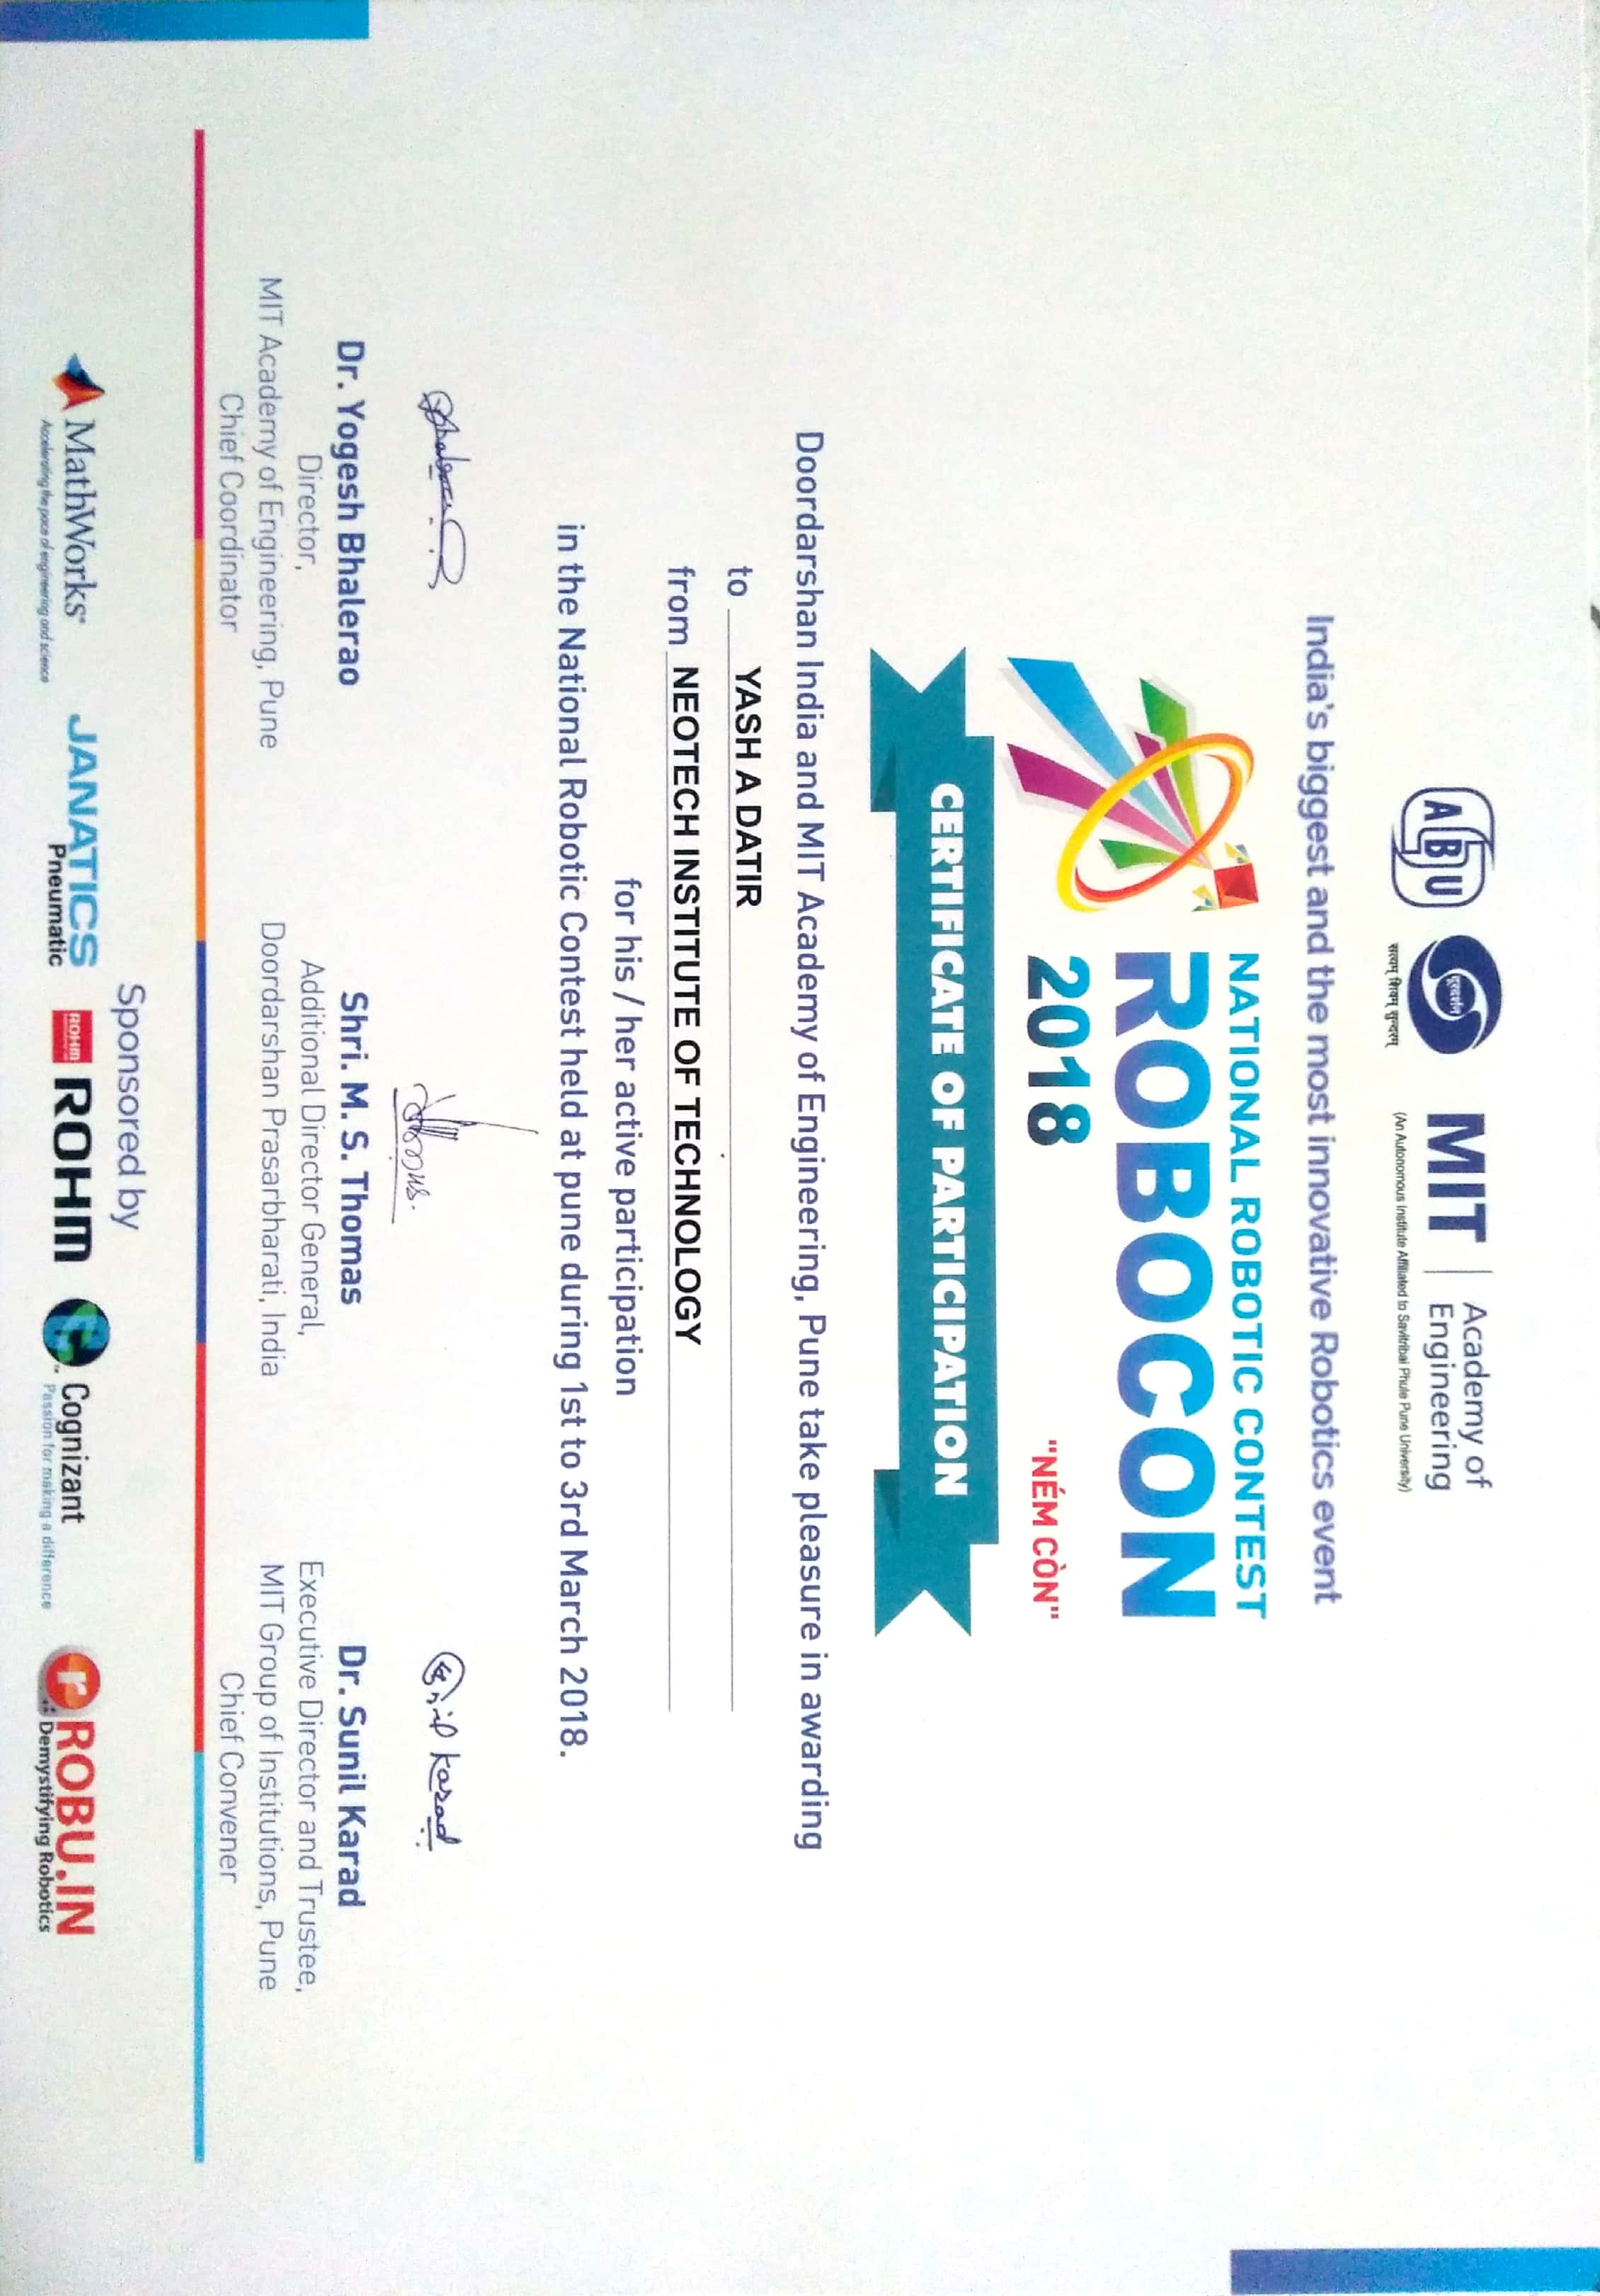 ABU
दूरदर्शन
सत्यम् शिवम् सुन्दरम्
MIT
Academy of
Engineering
(An Autonomous Institute Affiliated to Savitribai Phule Pune University)
India's biggest and the most innovative Robotics event
NATIONAL ROBOTIC CONTEST
ROBOCON
2018 "NÉM CÒN"
CERTIFICATE OF PARTICIPATION
Doordarshan India and MIT Academy of Engineering, Pune take pleasure in awarding
to YASH A DATIR
from NEOTECH INSTITUTE OF TECHNOLOGY
for his / her active participation
in the National Robotic Contest held at pune during 1st to 3rd March 2018.
Sunil Karad
Dr. Yogesh Bhalerao
Director,
MIT Academy of Engineering, Pune
Chief Coordinator
Shri. M. S. Thomas
Additional Director General,
Doordarshan Prasarbharati, India
Dr. Sunil Karad
Executive Director and Trustee,
MIT Group of Institutions, Pune
Chief Convener
Sponsored by
MathWorks®
Accelerating the pace of engineering and science
JANATICS
Pneumatic
ROHM
ROHM
Cognizant
Passion for making a difference
r ROBU.IN
Demystifying Robotics